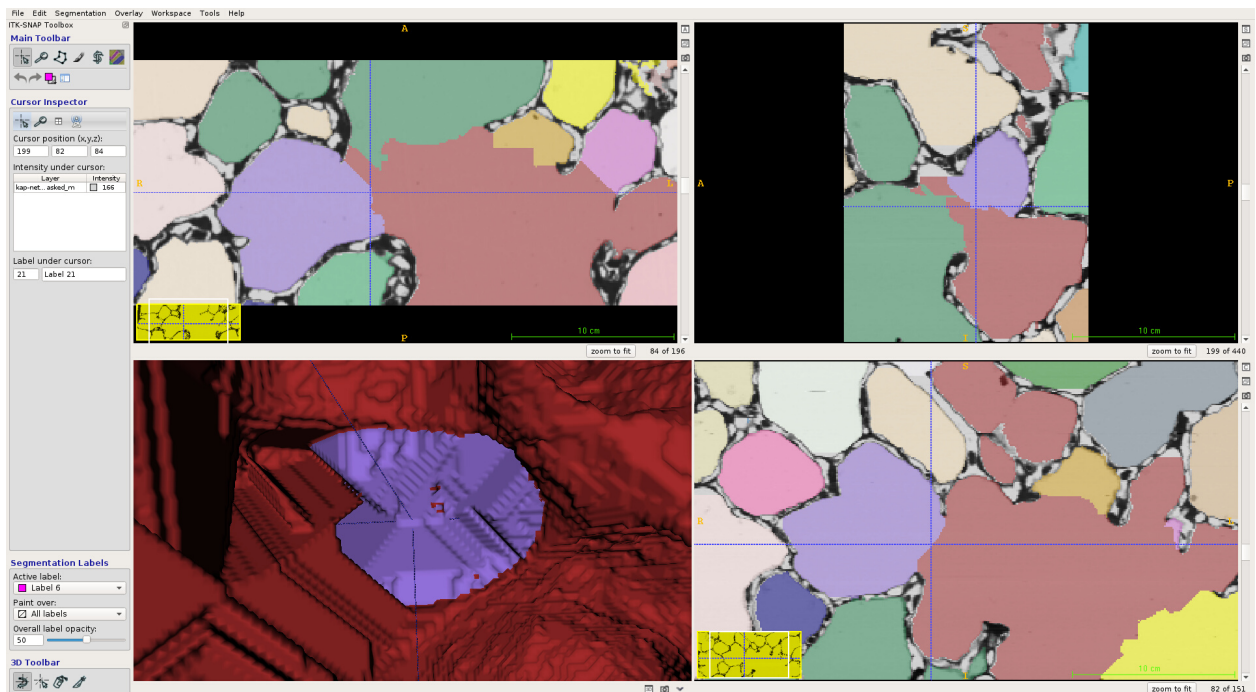 File Edit Segmentation Overlay Workspace Tools Help
ITK-SNAP Toolbox
Main Toolbar
Cursor Inspector
Cursor position (x,y,z):
199 82 84
Intensity under cursor:
Layer Intensity
kap-net...asked_m 166
Label under cursor:
21 Label 21
Segmentation Labels
Active label:
Label 6
Paint over:
All labels
Overall label opacity:
50
3D Toolbar
A
R
L
P
10 cm
zoom to fit 84 of 196
A
P
I
10 cm
zoom to fit 199 of 440
S
R
I
10 cm
zoom to fit 82 of 151